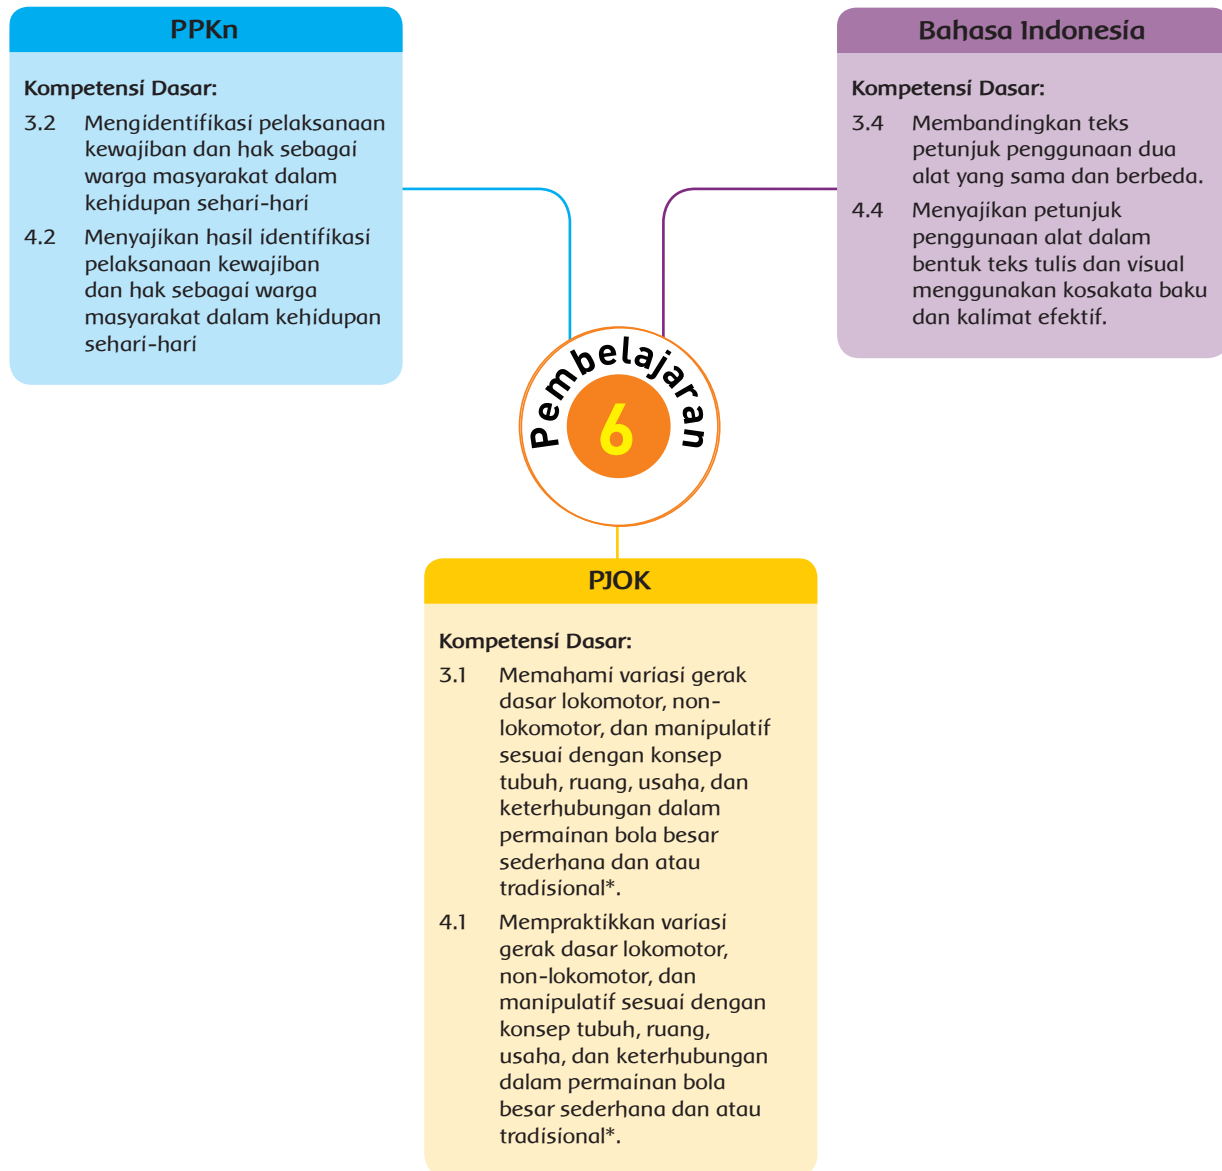 PPKn
Kompetensi Dasar:
3.2 Mengidentifikasi pelaksanaan
kewajiban dan hak sebagai
warga masyarakat dalam
kehidupan sehari-hari
4.2 Menyajikan hasil identifikasi
pelaksanaan kewajiban
dan hak sebagai warga
masyarakat dalam kehidupan
sehari-hari
Bahasa Indonesia
Kompetensi Dasar:
3.4 Membandingkan teks
petunjuk penggunaan dua
alat yang sama dan berbeda.
4.4 Menyajikan petunjuk
penggunaan alat dalam
bentuk teks tulis dan visual
menggunakan kosakata baku
dan kalimat efektif.
Pembelajaran
6
PJOK
Kompetensi Dasar:
3.1 Memahami variasi gerak
dasar lokomotor, non-
lokomotor, dan manipulatif
sesuai dengan konsep
tubuh, ruang, usaha, dan
keterhubungan dalam
permainan bola besar
sederhana dan atau
tradisional*.
4.1 Mempraktikkan variasi
gerak dasar lokomotor,
non-lokomotor, dan
manipulatif sesuai dengan
konsep tubuh, ruang,
usaha, dan keterhubungan
dalam permainan bola
besar sederhana dan atau
tradisional*.